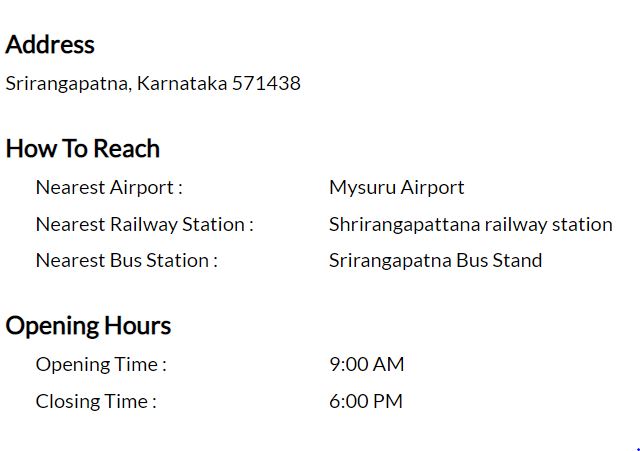 Address
Srirangapatna, Karnataka 571438
How To Reach
Nearest Airport : Mysuru Airport
Nearest Railway Station : Shrirangapattana railway station
Nearest Bus Station : Srirangapatna Bus Stand
Opening Hours
Opening Time : 9:00 AM
Closing Time : 6:00 PM